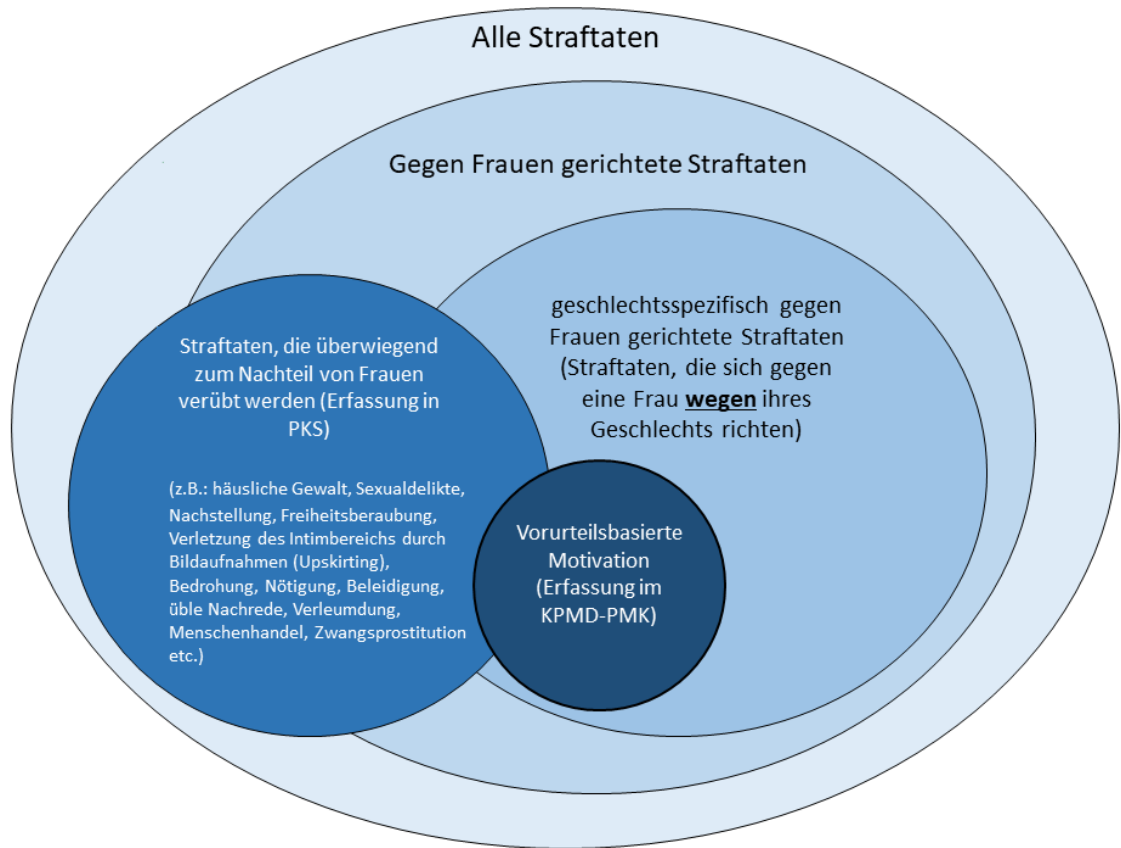 Alle Straftaten
Gegen Frauen gerichtete Straftaten
geschlechtsspezifisch gegen
Frauen gerichtete Straftaten
(Straftaten, die sich gegen
eine Frau wegen ihres
Geschlechts richten)
Straftaten, die überwiegend
zum Nachteil von Frauen
verübt werden (Erfassung in
PKS)
(z.B.: häusliche Gewalt, Sexualdelikte,
Nachstellung, Freiheitsberaubung,
Verletzung des Intimbereichs durch
Bildaufnahmen (Upskirting),
Bedrohung, Nötigung, Beleidigung,
üble Nachrede, Verleumdung,
Menschenhandel, Zwangsprostitution
etc.)
Vorurteilsbasierte
Motivation
(Erfassung im
KPMD-PMK)